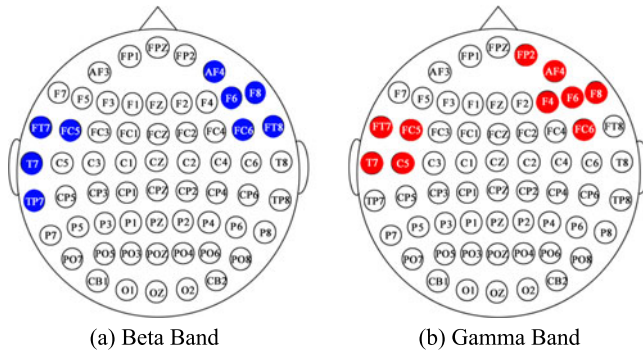 FP1 FPZ FP2
AF3 AF4
F7 F5 F3 F1 FZ F2 F4 F6 F8
FT7 FC5 FC3 FC1 FCZ FC2 FC4 FC6 FT8
T7 C5 C3 C1 CZ C2 C4 C6 T8
TP7 CP5 CP3 CP1 CPZ CP2 CP4 CP6 TP8
P7 P5 P3 P1 PZ P2 P4 P6 P8
PO7 PO5 PO3 POZ PO4 PO6 PO8
CB1 O1 OZ O2 CB2
(a) Beta Band
FP1 FPZ FP2
AF3 AF4
F7 F5 F3 F1 FZ F2 F4 F6 F8
FT7 FC5 FC3 FC1 FCZ FC2 FC4 FC6 FT8
T7 C5 C3 C1 CZ C2 C4 C6 T8
TP7 CP5 CP3 CP1 CPZ CP2 CP4 CP6 TP8
P7 P5 P3 P1 PZ P2 P4 P6 P8
PO7 PO5 PO3 POZ PO4 PO6 PO8
CB1 O1 OZ O2 CB2
(b) Gamma Band